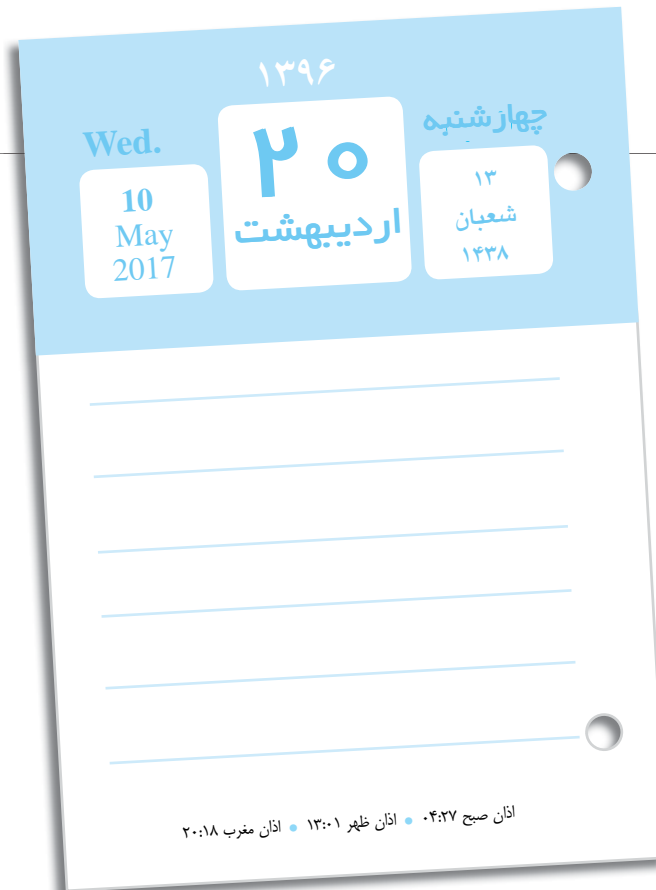 ۱۳۹۶
چهارشنبه
۱۳
شعبان
۱۴۳۸
۲۰
اردیبهشت
Wed.
10
May
2017
اذان صبح ۰۴:۲۷ • اذان ظهر ۱۳:۰۱ • اذان مغرب ۲۰:۱۸